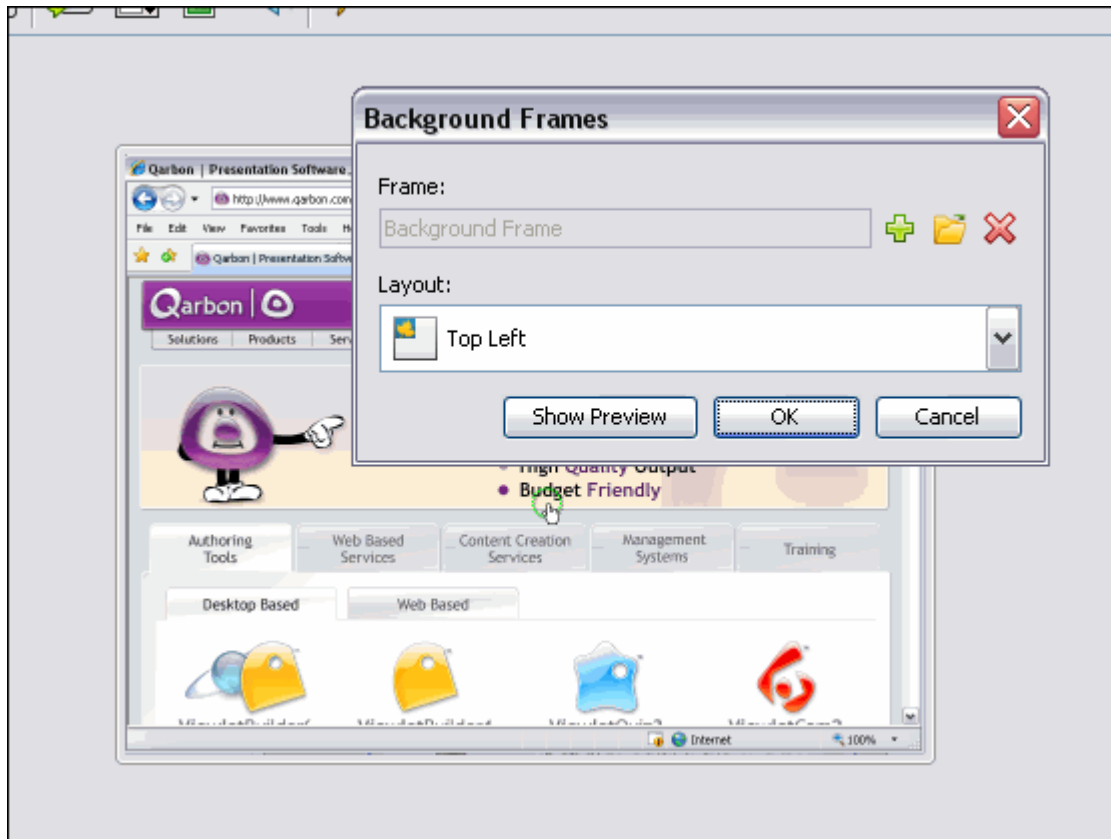 Background Frames
Frame:
Background Frame
Layout:
Top Left
Show Preview
OK
Cancel
Qarbon | Presentation Software
http://www.qarbon.com
File Edit View Favorites Tools
Qarbon | Presentation Softw
Qarbon
Solutions Products Serv
High Quality Output
Budget Friendly
Authoring Tools
Web Based Services
Content Creation Services
Management Systems
Training
Desktop Based
Web Based
Internet
100%